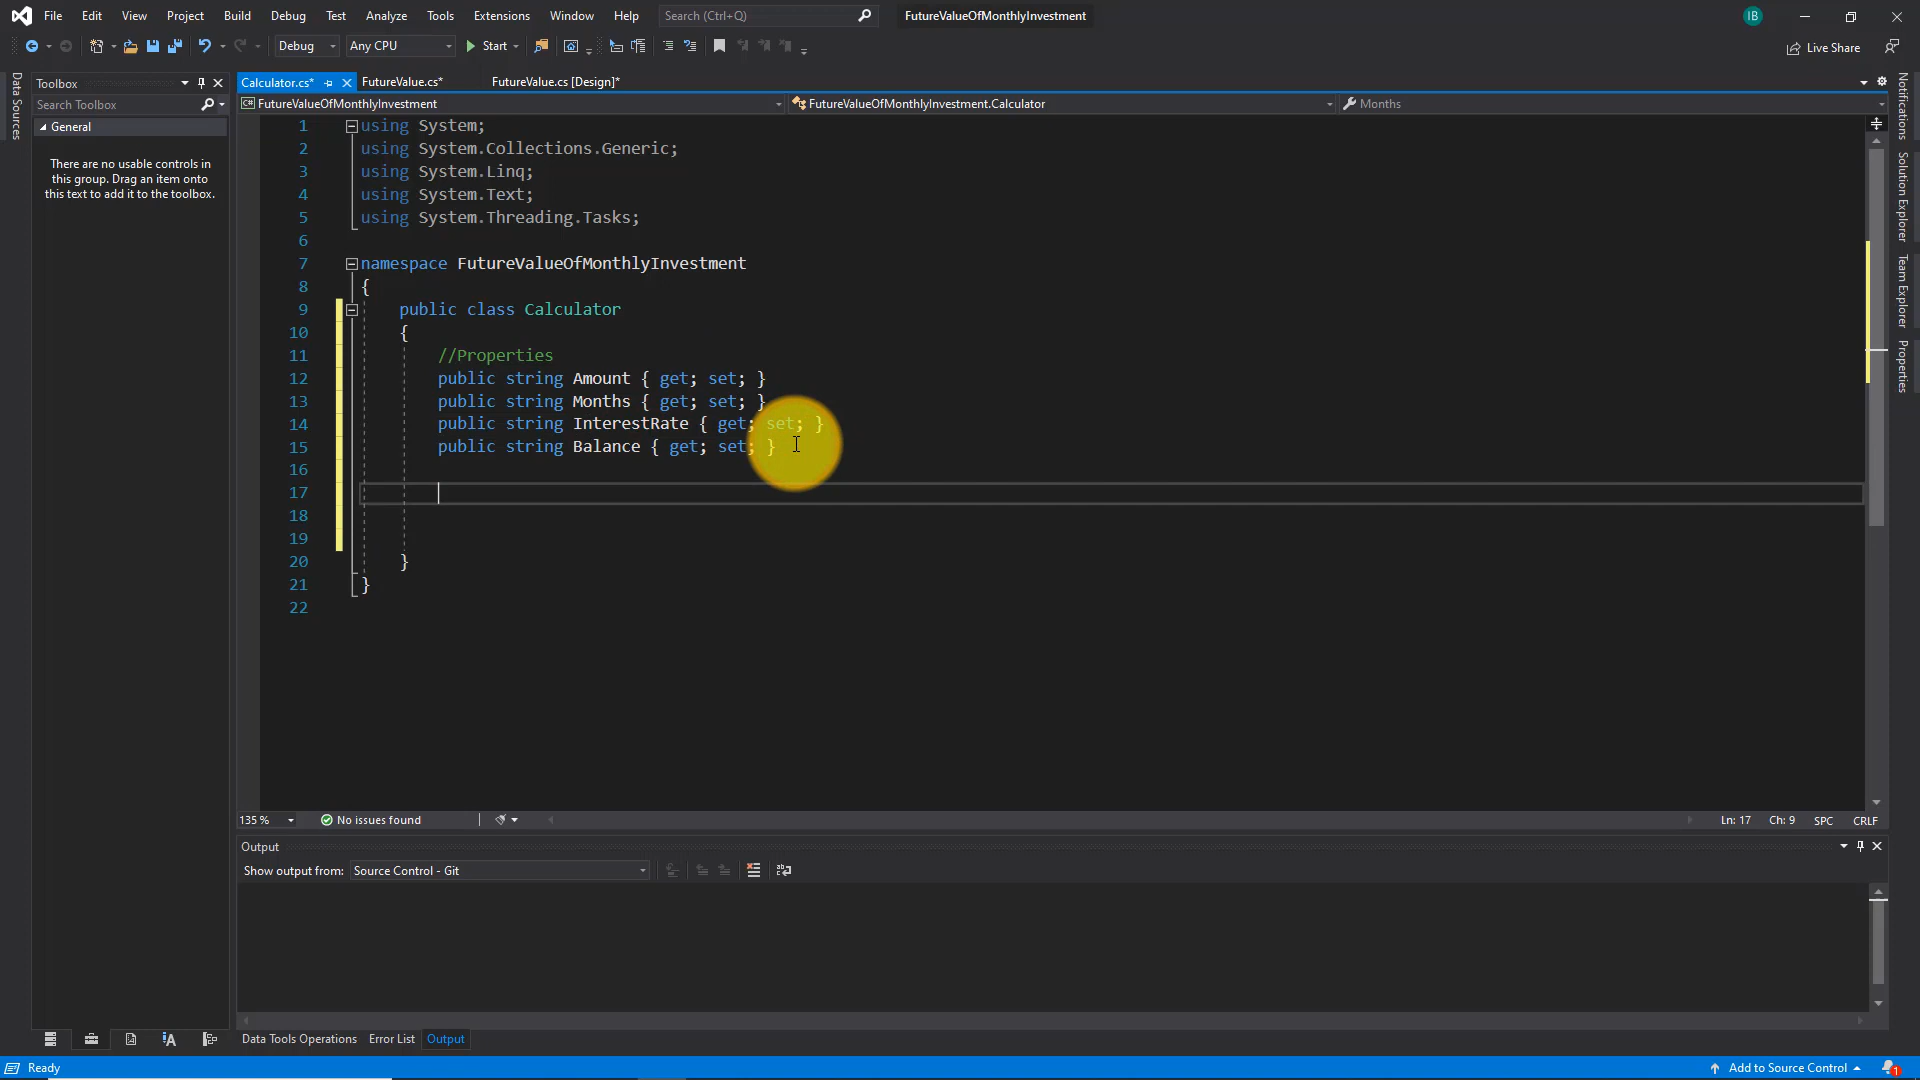 File Edit View Project Build Debug Test Analyze Tools Extensions Window Help Search (Ctrl+Q) FutureValueOfMonthlyInvestment IB
Debug Any CPU Start Live Share
Data Sources
Toolbox
Search Toolbox
General
There are no usable controls in
this group. Drag an item onto
this text to add it to the toolbox.
Calculator.cs* FutureValue.cs* FutureValue.cs [Design]*
C# FutureValueOfMonthlyInvestment FutureValueOfMonthlyInvestment.Calculator Months
1 using System;
2 using System.Collections.Generic;
3 using System.Linq;
4 using System.Text;
5 using System.Threading.Tasks;
6
7 namespace FutureValueOfMonthlyInvestment
8 {
9 public class Calculator
10 {
11 //Properties
12 public string Amount { get; set; }
13 public string Months { get; set; }
14 public string InterestRate { get; set; }
15 public string Balance { get; set; }
16
17
18
19
20 }
21 }
22
Notifications
Solution Explorer
Team Explorer
Properties
135 % No issues found Ln: 17 Ch: 9 SPC CRLF
Output
Show output from: Source Control - Git
Data Tools Operations Error List Output
Ready Add to Source Control 1